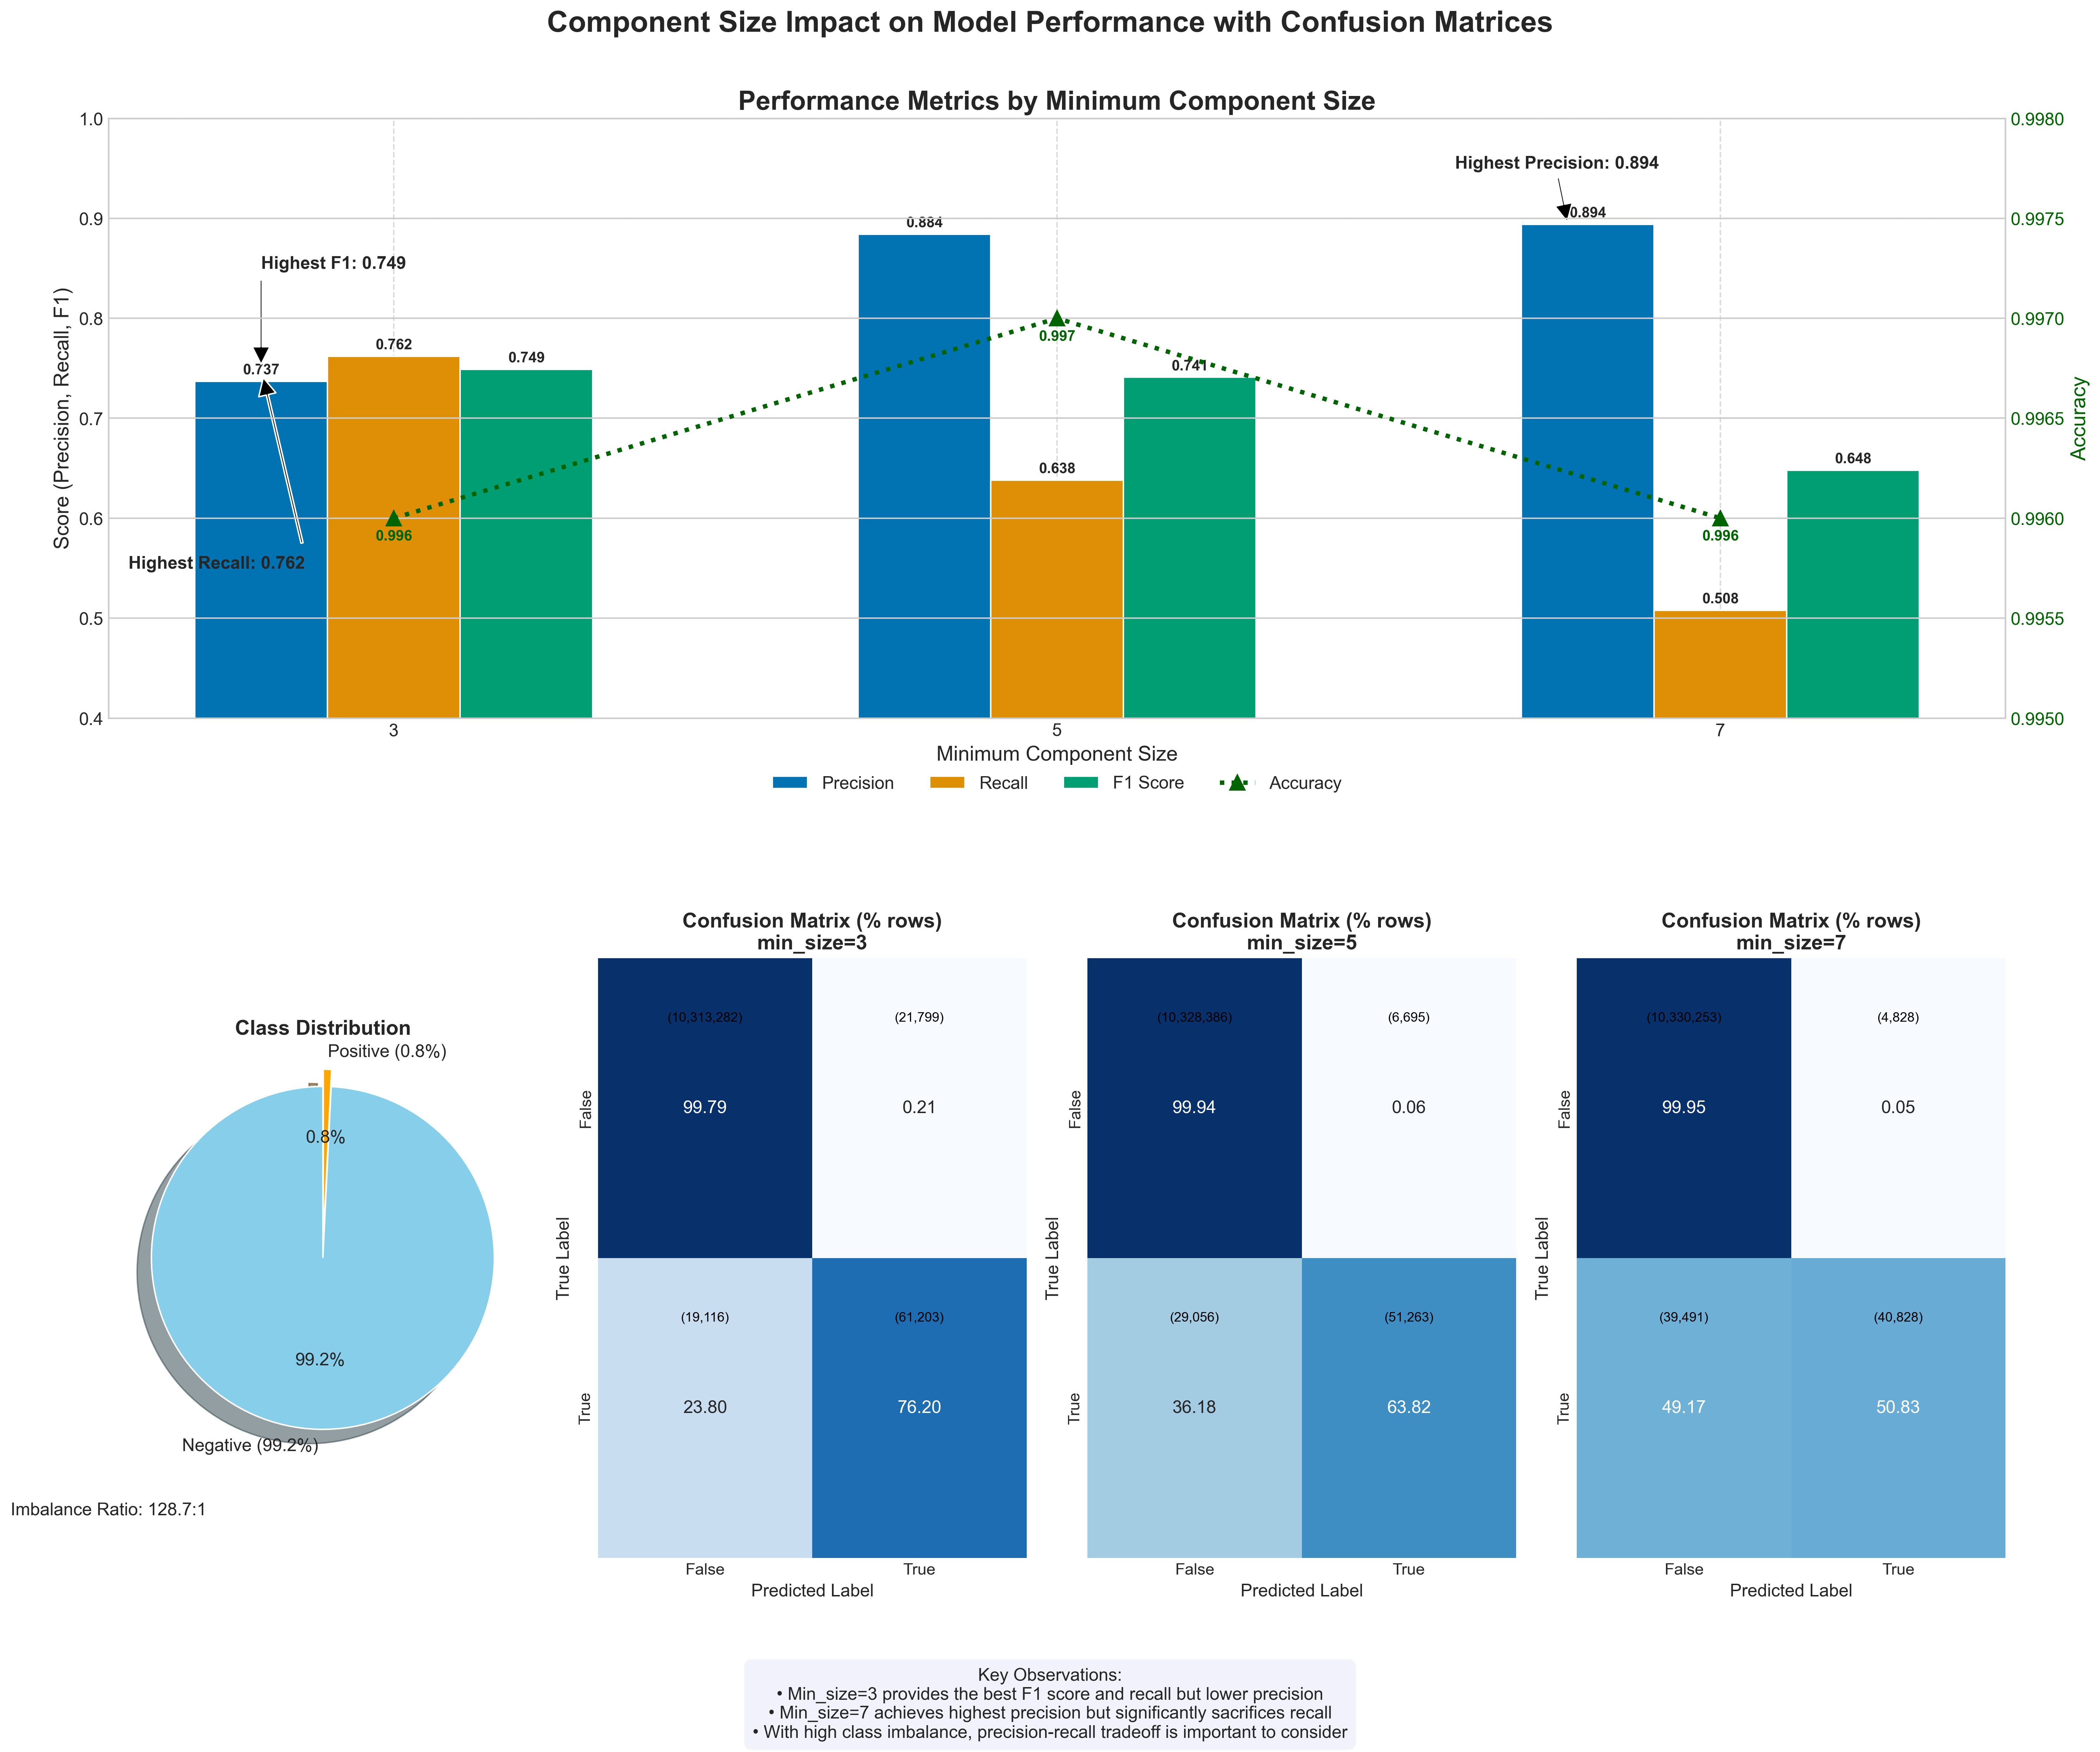 Component Size Impact on Model Performance with Confusion Matrices
Performance Metrics by Minimum Component Size
Score (Precision, Recall, F1)
1.0
0.9
0.8
0.7
0.6
0.5
0.4
Highest F1: 0.749
Highest Recall: 0.762
Highest Precision: 0.894
0.737
0.762
0.749
0.996
0.884
0.638
0.741
0.997
0.894
0.508
0.648
0.996
0.9980
0.9975
0.9970
0.9965
0.9960
0.9955
0.9950
Accuracy
3
5
7
Minimum Component Size
Precision
Recall
F1 Score
Accuracy
Class Distribution
Positive (0.8%)
0.8%
99.2%
Negative (99.2%)
Imbalance Ratio: 128.7:1
Confusion Matrix (% rows)
min_size=3
True Label
False
True
(10,313,282)
(21,799)
99.79
0.21
(19,116)
(61,203)
23.80
76.20
False
True
Predicted Label
Confusion Matrix (% rows)
min_size=5
True Label
False
True
(10,328,386)
(6,695)
99.94
0.06
(29,056)
(51,263)
36.18
63.82
False
True
Predicted Label
Confusion Matrix (% rows)
min_size=7
True Label
False
True
(10,330,253)
(4,828)
99.95
0.05
(39,491)
(40,828)
49.17
50.83
False
True
Predicted Label
Key Observations:
• Min_size=3 provides the best F1 score and recall but lower precision
• Min_size=7 achieves highest precision but significantly sacrifices recall
• With high class imbalance, precision-recall tradeoff is important to consider